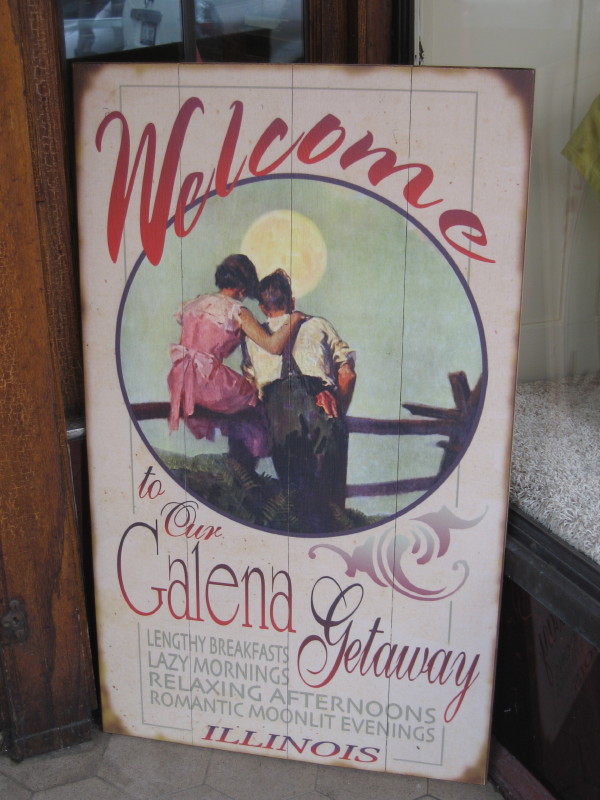 Welcome
to Our
Galena
Getaway
LENGTHY BREAKFASTS
LAZY MORNINGS
RELAXING AFTERNOONS
ROMANTIC MOONLIT EVENINGS
ILLINOIS